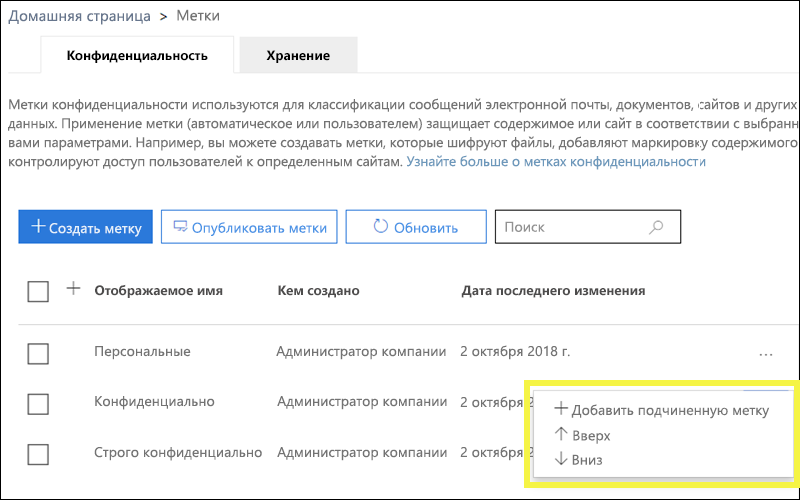 Домашняя страница > Метки
Конфиденциальность Хранение
Метки конфиденциальности используются для классификации сообщений электронной почты, документов, сайтов и других
данных. Применение метки (автоматическое или пользователем) защищает содержимое или сайт в соответствии с выбранн
вами параметрами. Например, вы можете создавать метки, которые шифруют файлы, добавляют маркировку содержимого
контролируют доступ пользователей к определенным сайтам. Узнайте больше о метках конфиденциальности
+ Создать метку Опубликовать метки Обновить Поиск
+ Отображаемое имя Кем создано Дата последнего изменения
Персональные Администратор компании 2 октября 2018 г. ...
Конфиденциально Администратор компании 2 октября 2
+ Добавить подчиненную метку
↑ Вверх
Строго конфиденциально Администратор компании 2 октября 2
↓ Вниз